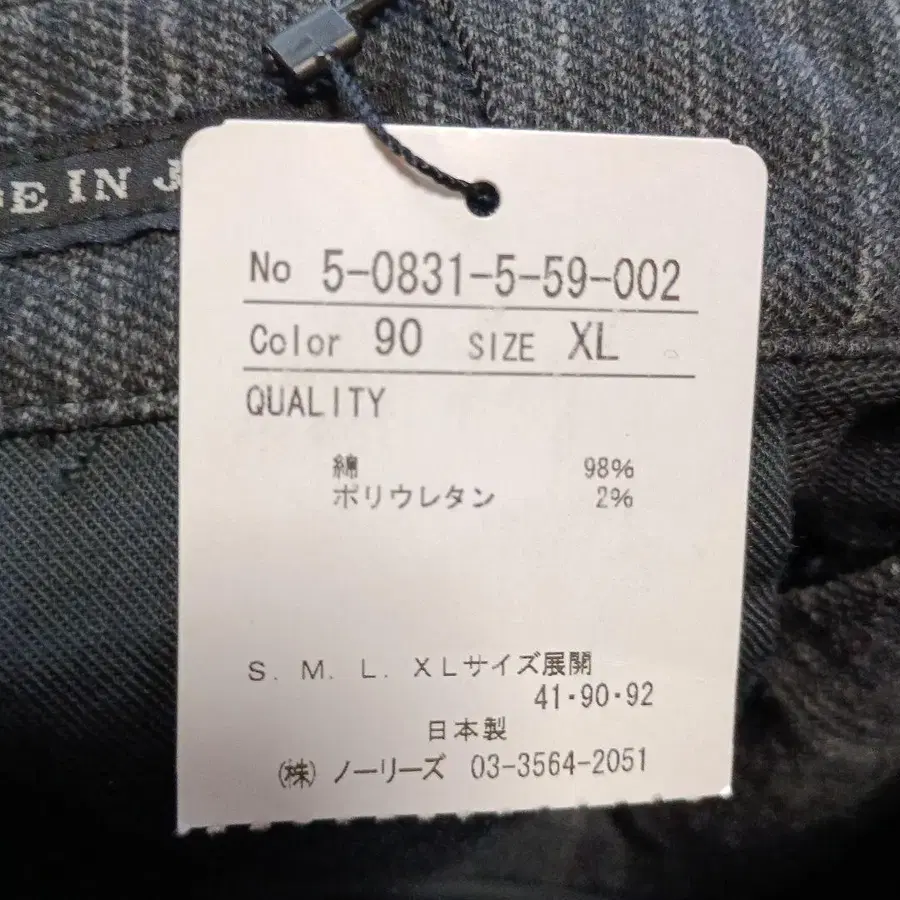 IN
No 5-0831-5-59-002
Color 90 SIZE XL
QUALITY
綿 98%
ポリウレタン 2%
S. M. L. XLサイズ展開
41・90・92
日本製
(株) ノーリーズ 03-3564-2051